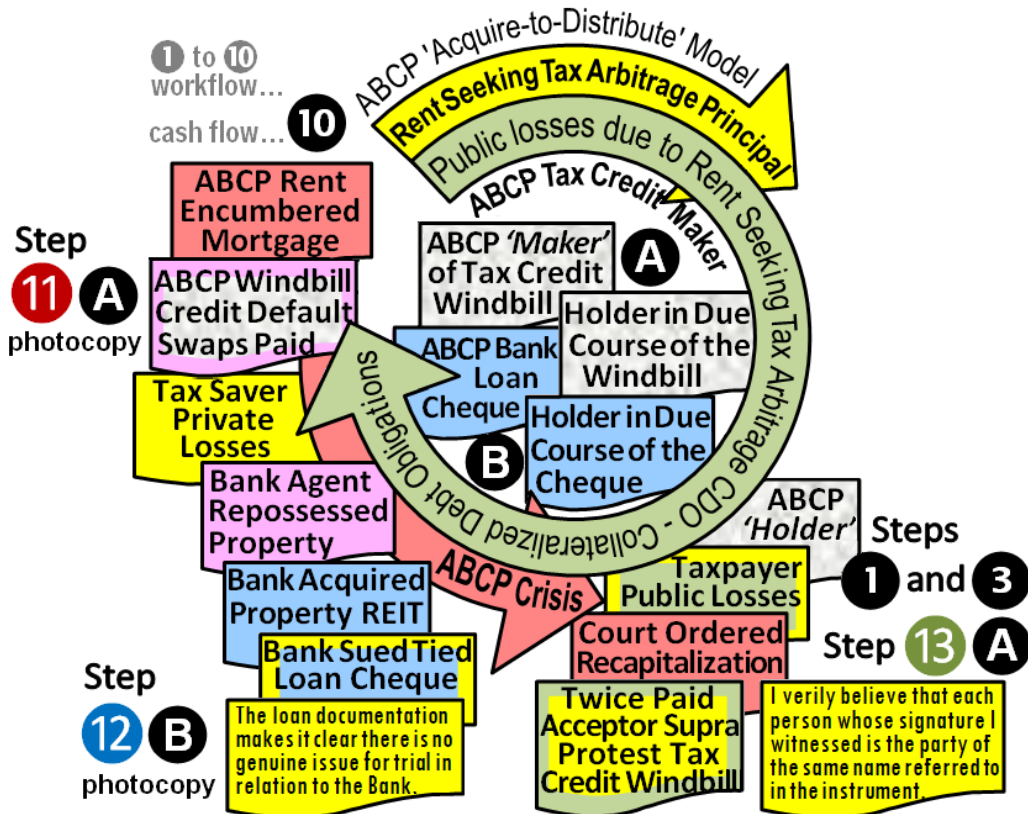 1 to 10
workflow...
cash flow... 10
ABCP 'Acquire-to-Distribute' Model
Rent Seeking Tax Arbitrage Principal
Public losses due to Rent Seeking Tax Arbitrage CDO - Collateralized Debt Obligations
ABCP Tax Credit Maker
ABCP Rent
Encumbered
Mortgage
Step
11 A
photocopy
ABCP Windbill
Credit Default
Swaps Paid
Tax Saver
Private
Losses
Bank Agent
Repossessed
Property
Bank Acquired
Property REIT
Bank Sued Tied
Loan Cheque
Step
12 B
photocopy
The loan documentation
makes it clear there is no
genuine issue for trial in
relation to the Bank.
ABCP 'Maker'
of Tax Credit
Windbill
A
Holder in Due
Course of the
Windbill
ABCP Bank
Loan
Cheque
B
Holder in Due
Course of the
Cheque
ABCP Crisis
ABCP
'Holder'
Steps
1 and 3
Taxpayer
Public Losses
Court Ordered
Recapitalization
Step 13 A
Twice Paid
Acceptor Supra
Protest Tax
Credit Windbill
I verily believe that each
person whose signature I
witnessed is the party of
the same name referred to
in the instrument.